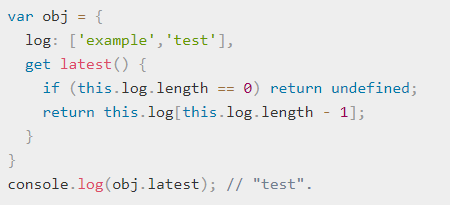 var obj = {
  log: ['example','test'],
  get latest() {
    if (this.log.length == 0) return undefined;
    return this.log[this.log.length - 1];
  }
}
console.log(obj.latest); // "test".